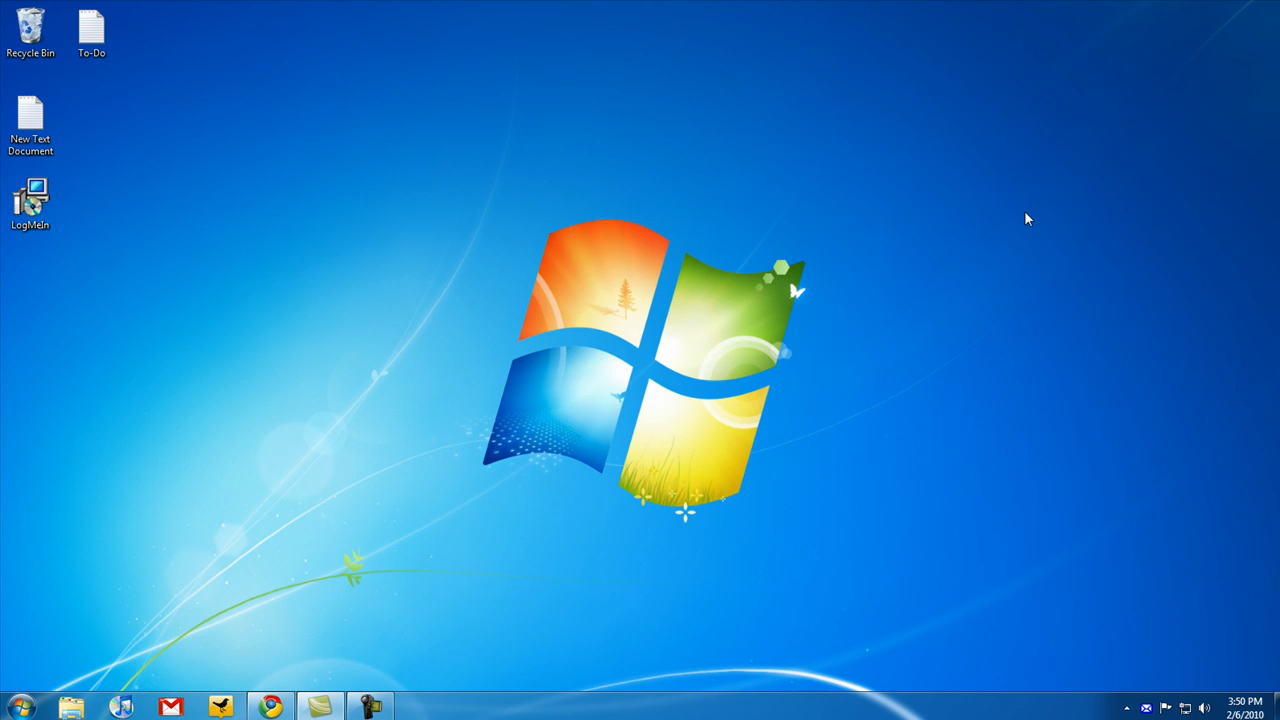 Recycle Bin
To-Do
New Text
Document
LogMeIn
3:50 PM
2/6/2010